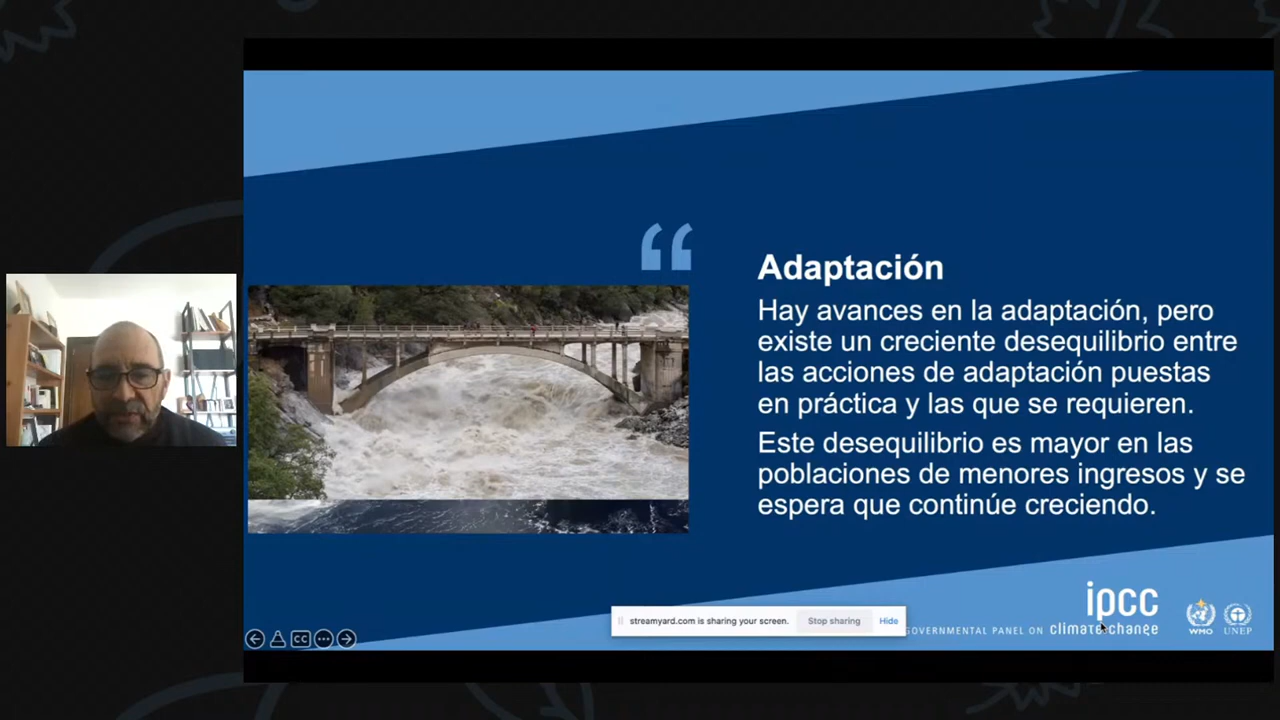 “
Adaptación
Hay avances en la adaptación, pero
existe un creciente desequilibrio entre
las acciones de adaptación puestas
en práctica y las que se requieren.
Este desequilibrio es mayor en las
poblaciones de menores ingresos y se
espera que continúe creciendo.
ipcc
GOVERNMENTAL PANEL ON climate change
WMO
UNEP
streamyard.com is sharing your screen.
Stop sharing
Hide
CC